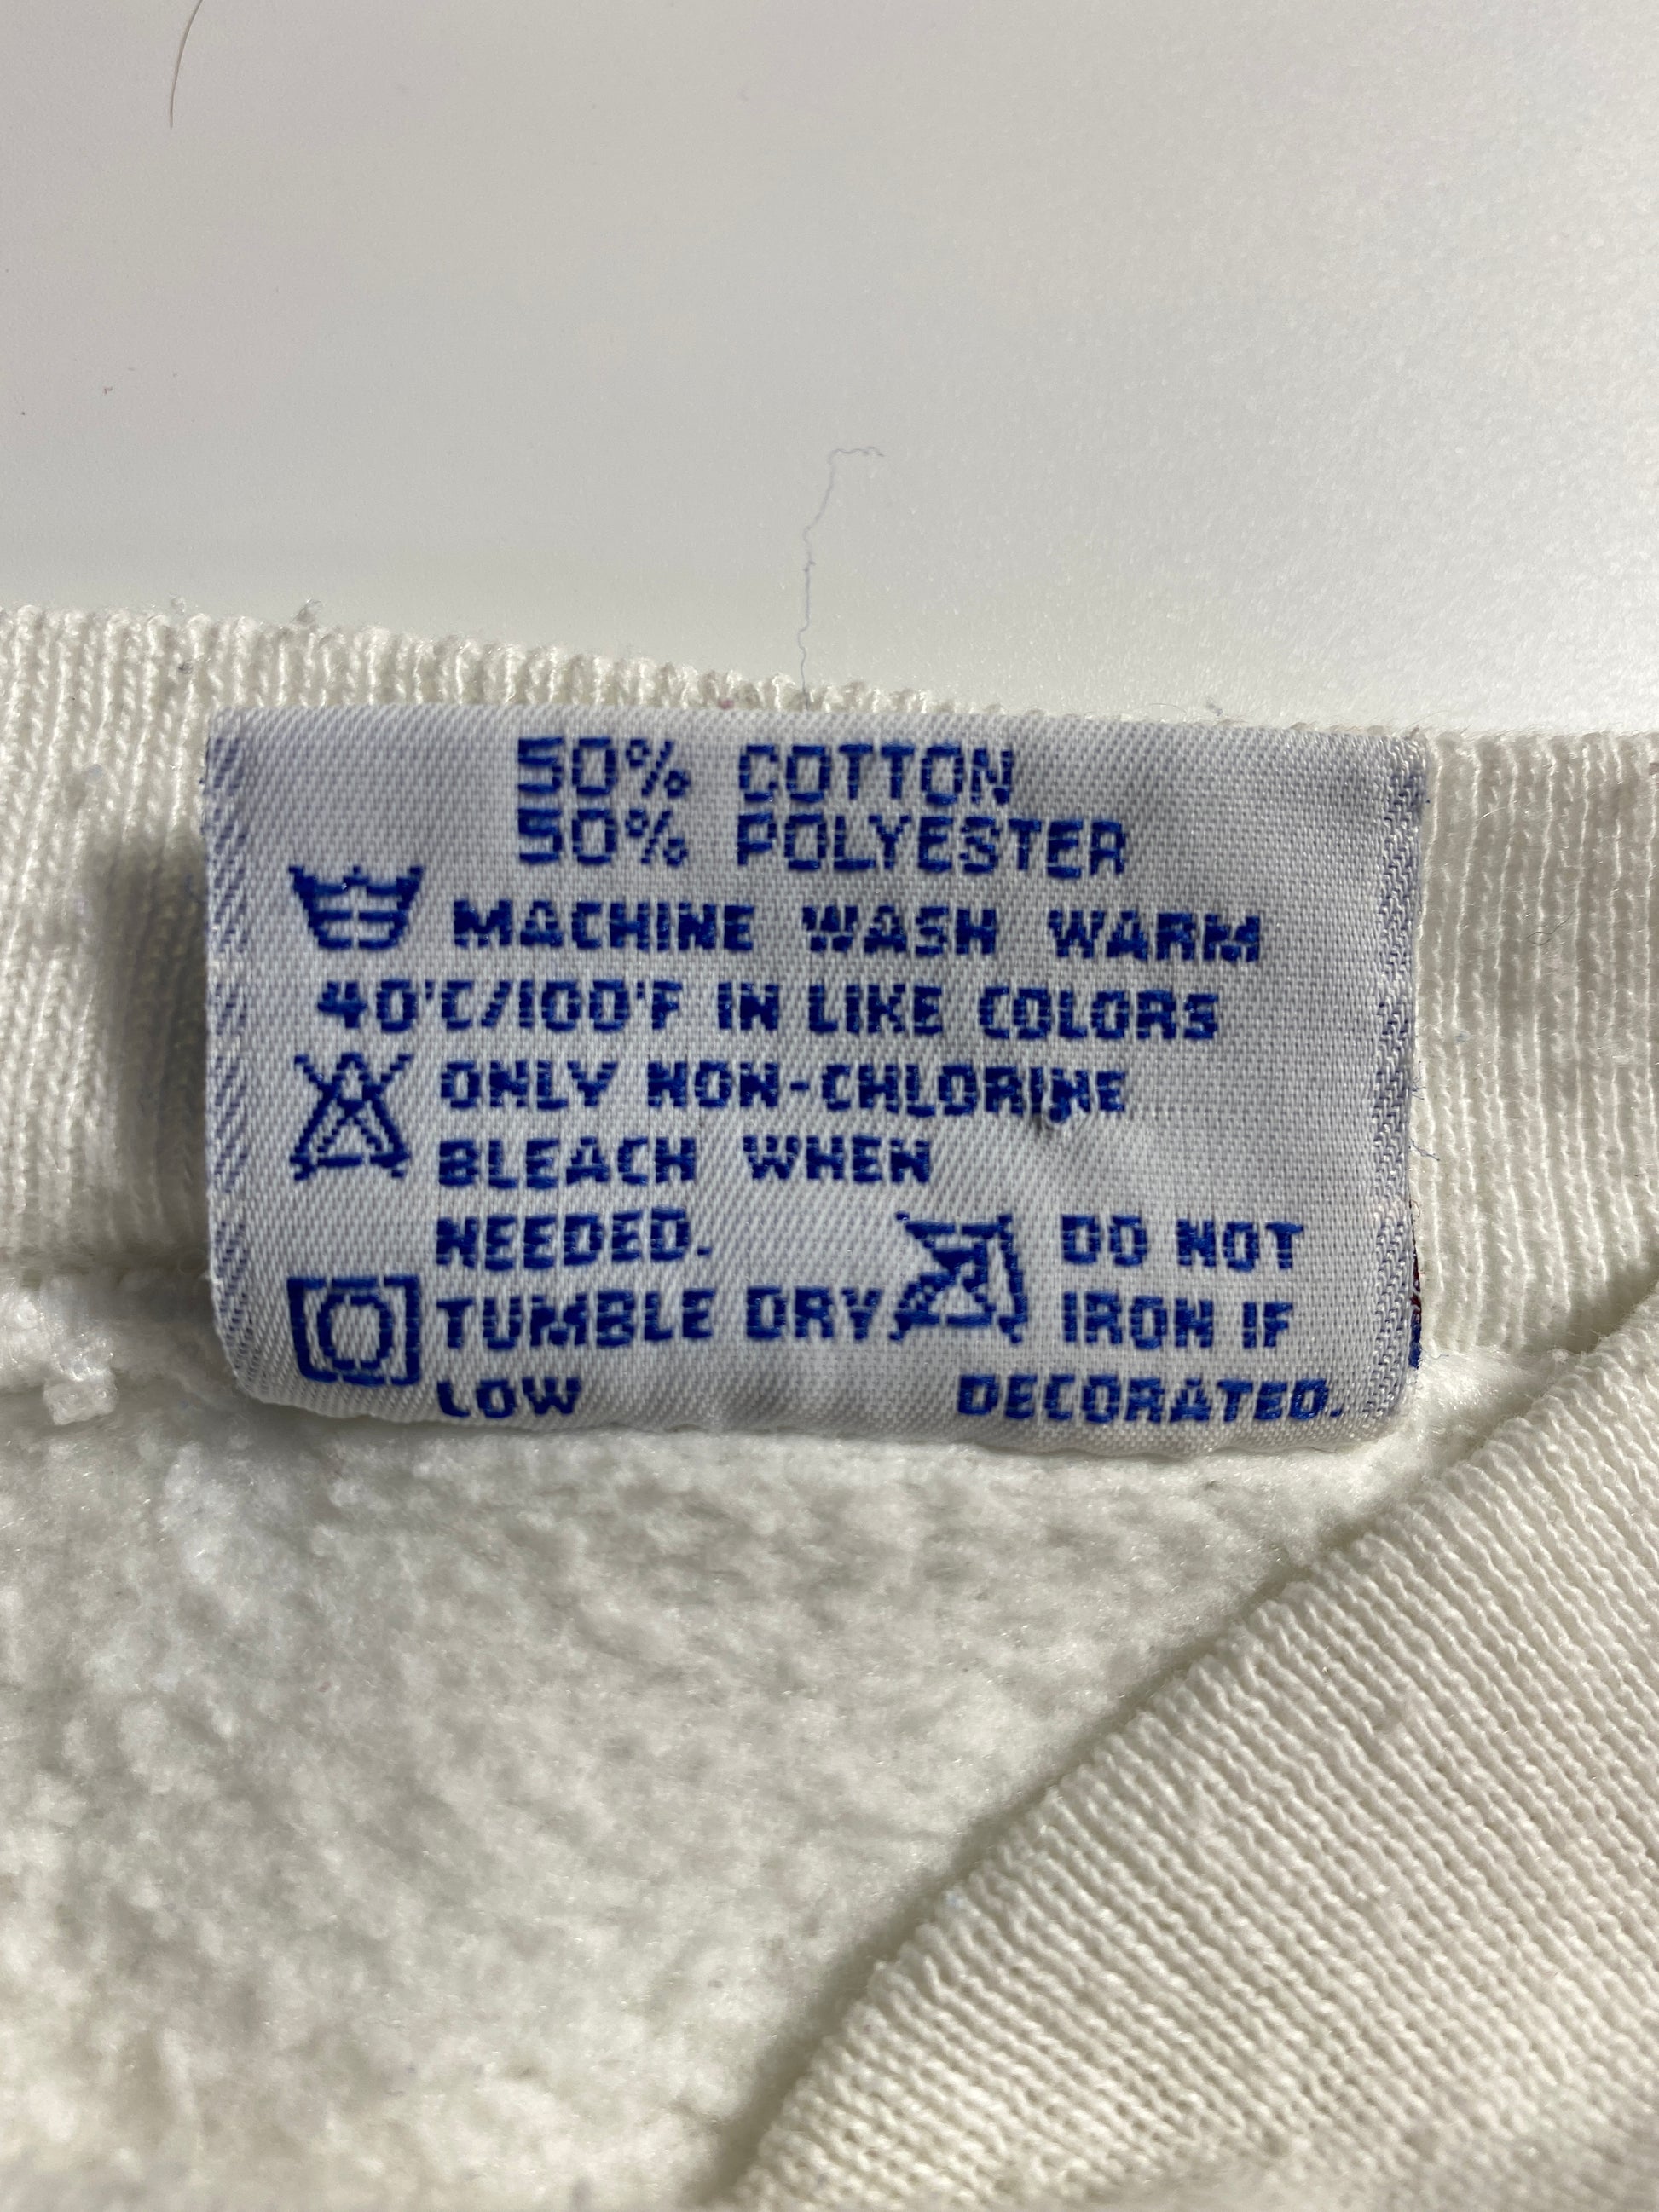 50% COTTON
50% POLYESTER
MACHINE WASH WARM
40°C/100°F IN LIKE COLORS
ONLY NON-CHLORINE
BLEACH WHEN
NEEDED.
TUMBLE DRY
LOW
DO NOT
IRON IF
DECORATED.